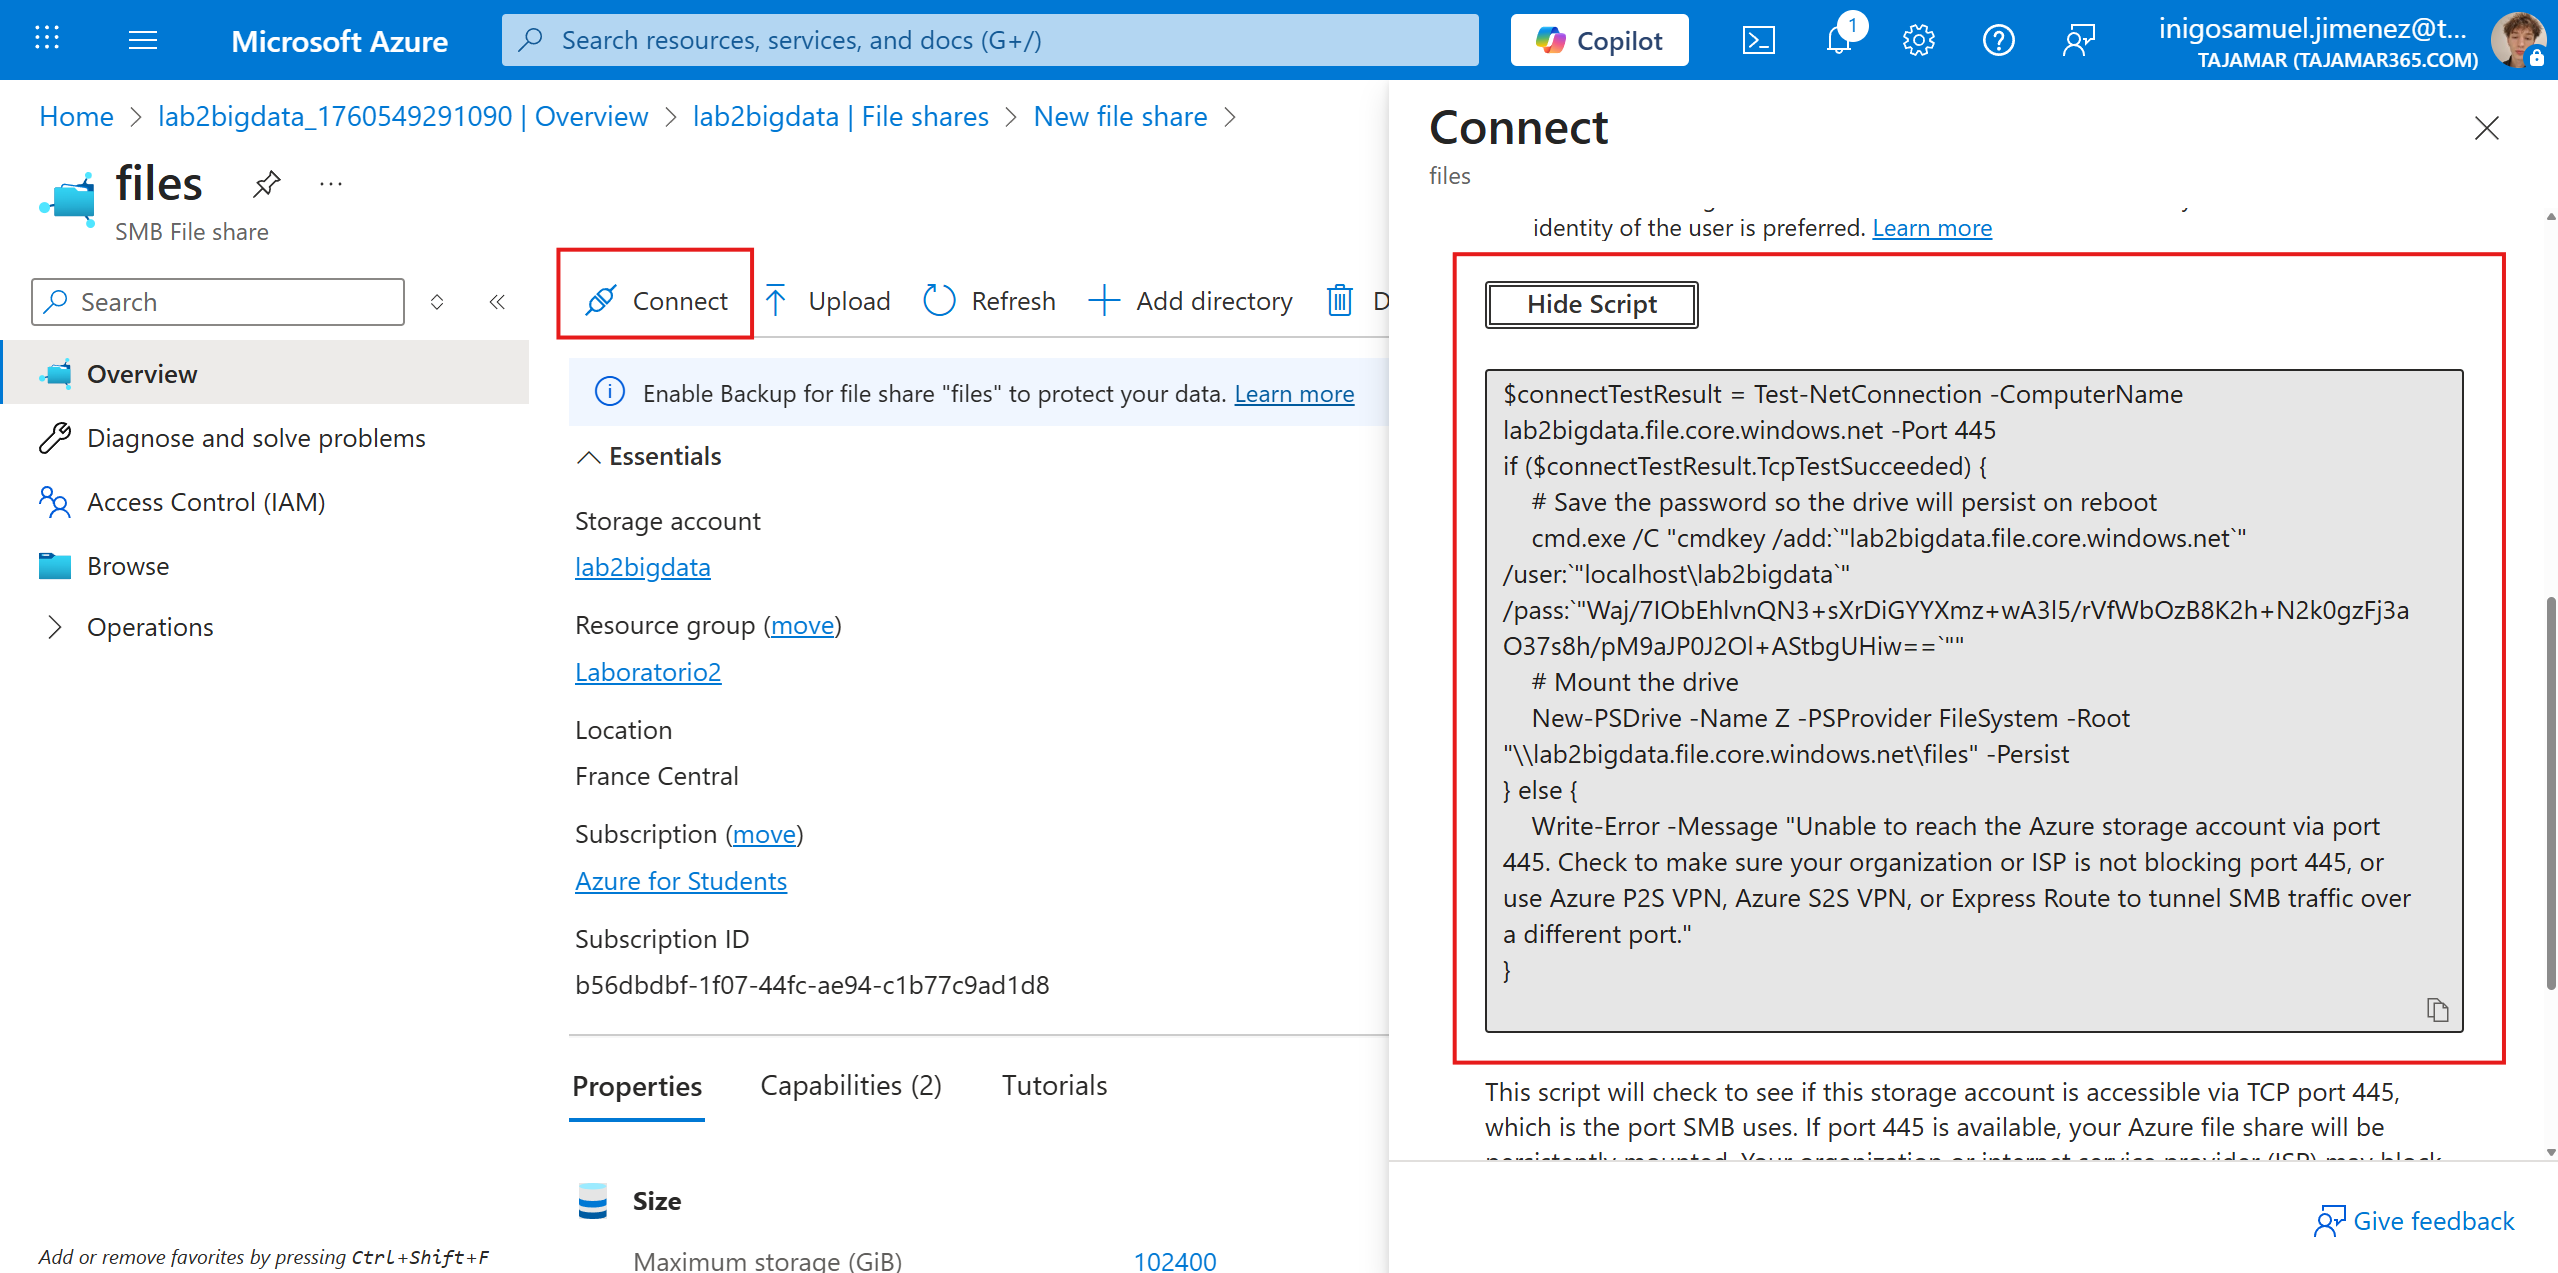 Microsoft Azure
Search resources, services, and docs (G+/)
Copilot
1
inigosamuel.jimenez@t...
TAJAMAR (TAJAMAR365.COM)
Home > lab2bigdata_1760549291090 | Overview > lab2bigdata | File shares > New file share >
files
SMB File share
Search
Overview
Diagnose and solve problems
Access Control (IAM)
Browse
Operations
Add or remove favorites by pressing Ctrl+Shift+F
Connect
Upload
Refresh
Add directory
D
Enable Backup for file share "files" to protect your data. Learn more
Essentials
Storage account
lab2bigdata
Resource group (move)
Laboratorio2
Location
France Central
Subscription (move)
Azure for Students
Subscription ID
b56dbdbf-1f07-44fc-ae94-c1b77c9ad1d8
Properties
Capabilities (2)
Tutorials
Size
Maximum storage (GiB)
102400
Connect
files
identity of the user is preferred. Learn more
Hide Script
$connectTestResult = Test-NetConnection -ComputerName
lab2bigdata.file.core.windows.net -Port 445
if ($connectTestResult.TcpTestSucceeded) {
# Save the password so the drive will persist on reboot
cmd.exe /C "cmdkey /add:`"lab2bigdata.file.core.windows.net`"
/user:`"localhost\lab2bigdata`"
/pass:`"Waj/7IObEhlvnQN3+sXrDiGYYXmz+wA3l5/rVfWbOzB8K2h+N2k0gzFj3a
O37s8h/pM9aJP0J2Ol+AStbgUHiw==`""
# Mount the drive
New-PSDrive -Name Z -PSProvider FileSystem -Root
"\\lab2bigdata.file.core.windows.net\files" -Persist
} else {
Write-Error -Message "Unable to reach the Azure storage account via port
445. Check to make sure your organization or ISP is not blocking port 445, or
use Azure P2S VPN, Azure S2S VPN, or Express Route to tunnel SMB traffic over
a different port."
}
This script will check to see if this storage account is accessible via TCP port 445,
which is the port SMB uses. If port 445 is available, your Azure file share will be
persistently mounted. Your organization or internet service provider (ISP) may block
Give feedback